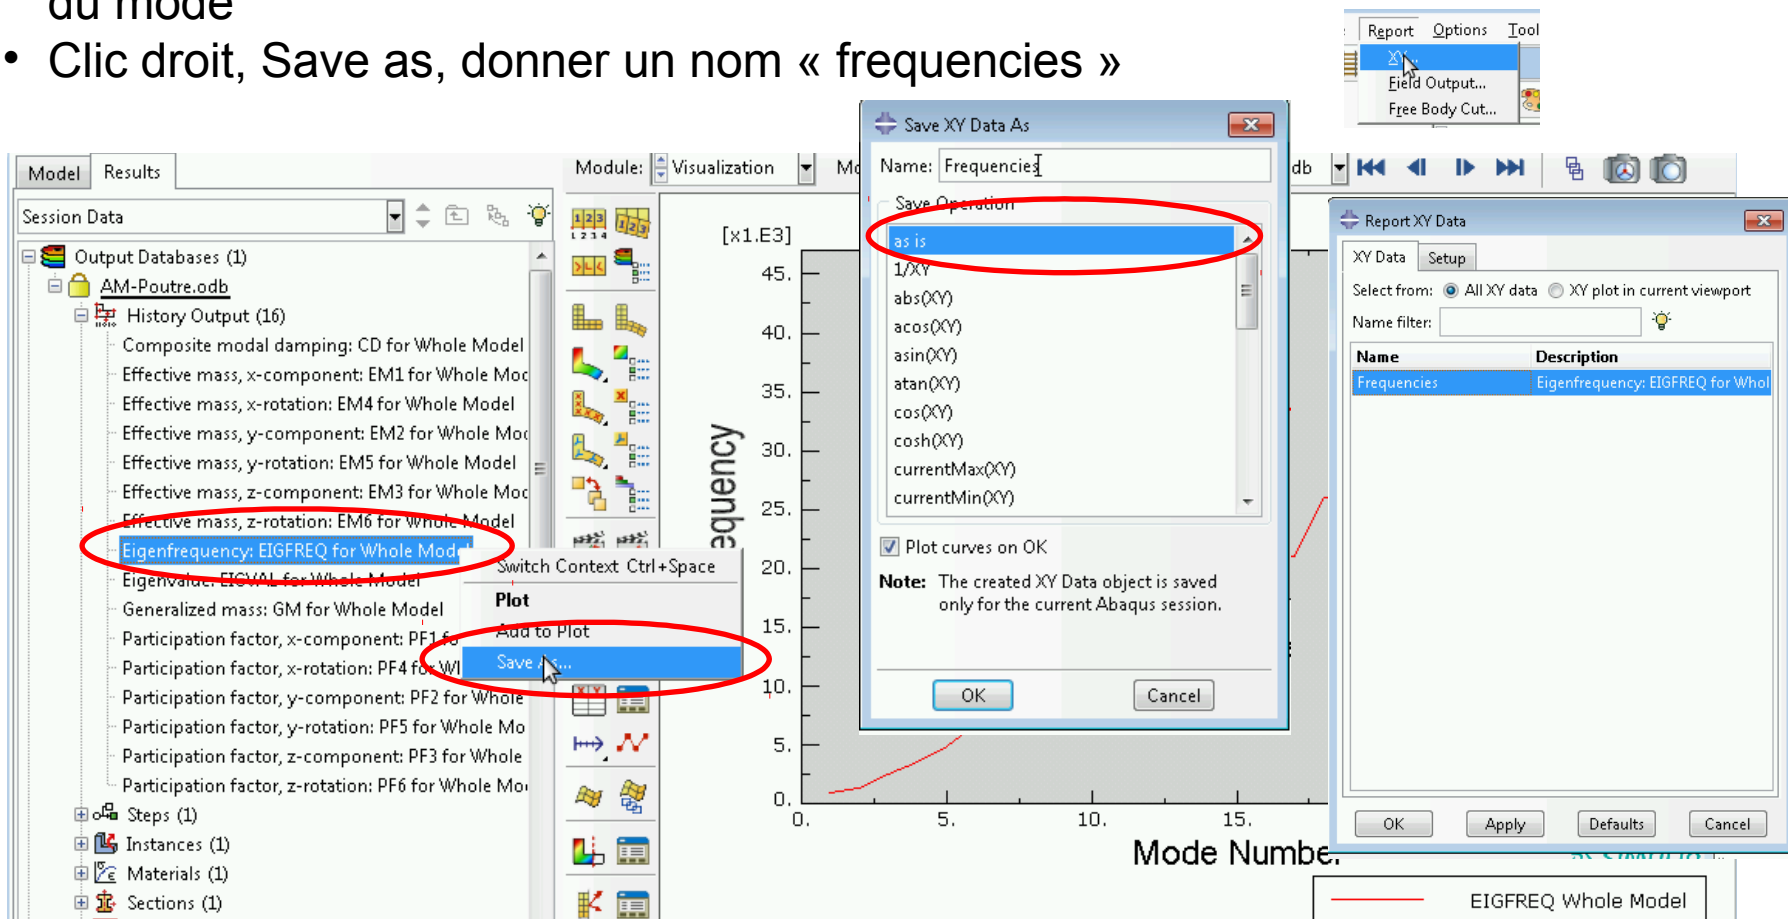 du mode
• Clic droit, Save as, donner un nom « frequencies »
Report Options Tool
XY...
Field Output...
Free Body Cut...
Model Results
Session Data
Output Databases (1)
AM-Poutre.odb
History Output (16)
Composite modal damping: CD for Whole Model
Effective mass, x-component: EM1 for Whole Mod
Effective mass, x-rotation: EM4 for Whole Model
Effective mass, y-component: EM2 for Whole Mod
Effective mass, y-rotation: EM5 for Whole Model
Effective mass, z-component: EM3 for Whole Mod
Effective mass, z-rotation: EM6 for Whole Model
Eigenfrequency: EIGFREQ for Whole Mode
Eigenvalue: EIGVAL for Whole Model
Generalized mass: GM for Whole Model
Participation factor, x-component: PF1 fo
Participation factor, x-rotation: PF4 for Wl
Participation factor, y-component: PF2 for Whole
Participation factor, y-rotation: PF5 for Whole Mo
Participation factor, z-component: PF3 for Whole
Participation factor, z-rotation: PF6 for Whole Mo
Steps (1)
Instances (1)
Materials (1)
Sections (1)
Switch Context Ctrl+Space
Plot
Add to Plot
Save As...
Module: Visualization Mo
odb
[x1.E3]
45.
40.
35.
30.
25.
20.
15.
10.
5.
0.
equency
0. 5. 10. 15.
Mode Number
EIGFREQ Whole Model
Save XY Data As
Name: Frequencies
Save Operation
as is
1/XY
abs(XY)
acos(XY)
asin(XY)
atan(XY)
cos(XY)
cosh(XY)
currentMax(XY)
currentMin(XY)
Plot curves on OK
Note: The created XY Data object is saved
only for the current Abaqus session.
OK Cancel
Report XY Data
XY Data Setup
Select from: All XY data XY plot in current viewport
Name filter:
Name Description
Frequencies Eigenfrequency: EIGFREQ for Whol
OK Apply Defaults Cancel